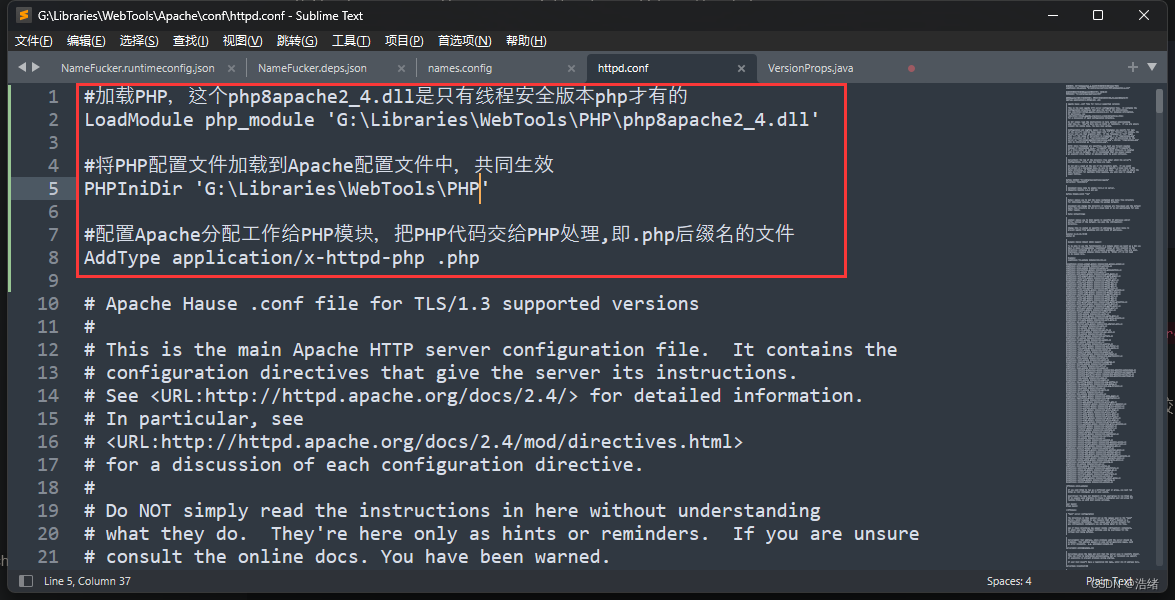 G:\Libraries\WebTools\Apache\conf\httpd.conf - Sublime Text
文件(F) 编辑(E) 选择(S) 查找(I) 视图(V) 跳转(G) 工具(T) 项目(P) 首选项(N) 帮助(H)
NameFucker.runtimeconfig.json NameFucker.deps.json names.config httpd.conf VersionProps.java
1 #加载PHP，这个php8apache2_4.dll是只有线程安全版本php才有的
2 LoadModule php_module 'G:\Libraries\WebTools\PHP\php8apache2_4.dll'
3
4 #将PHP配置文件加载到Apache配置文件中，共同生效
5 PHPIniDir 'G:\Libraries\WebTools\PHP'
6
7 #配置Apache分配工作给PHP模块，把PHP代码交给PHP处理,即.php后缀名的文件
8 AddType application/x-httpd-php .php
9
10 # Apache Hause .conf file for TLS/1.3 supported versions
11 #
12 # This is the main Apache HTTP server configuration file.  It contains the
13 # configuration directives that give the server its instructions.
14 # See <URL:http://httpd.apache.org/docs/2.4/> for detailed information.
15 # In particular, see
16 # <URL:http://httpd.apache.org/docs/2.4/mod/directives.html>
17 # for a discussion of each configuration directive.
18 #
19 # Do NOT simply read the instructions in here without understanding
20 # what they do.  They're here only as hints or reminders.  If you are unsure
21 # consult the online docs. You have been warned.
Line 5, Column 37 Spaces: 4 Plain Text
CSDN @浩绪